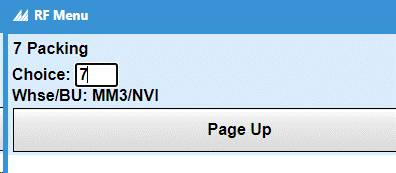 RF Menu
7 Packing
Choice: 7
Whse/BU: MM3/NVI
Page Up